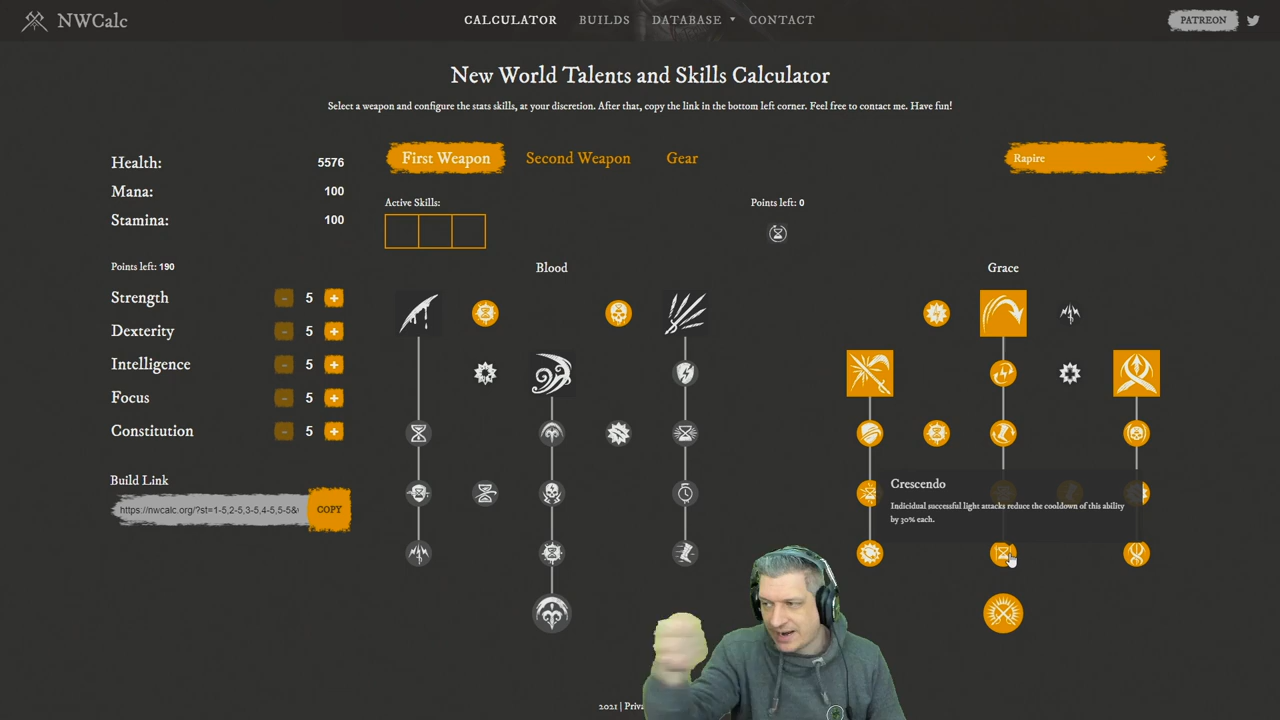 NWCalc
CALCULATOR BUILDS DATABASE CONTACT
PATREON
New World Talents and Skills Calculator
Select a weapon and configure the stats skills, at your discretion. After that, copy the link in the bottom left corner. Feel free to contact me. Have fun!
Health: 5576
Mana: 100
Stamina: 100
First Weapon Second Weapon Gear
Rapire
Active Skills:
Points left: 0
Points left: 190
Strength - 5 +
Dexterity - 5 +
Intelligence - 5 +
Focus - 5 +
Constitution - 5 +
Build Link
https://nwcalc.org/?st=1-5,2-5,3-5,4-5,5-5&
COPY
Blood
Grace
Crescendo
Indicidual successful light attacks reduce the cooldown of this ability
by 30% each.
2021 |